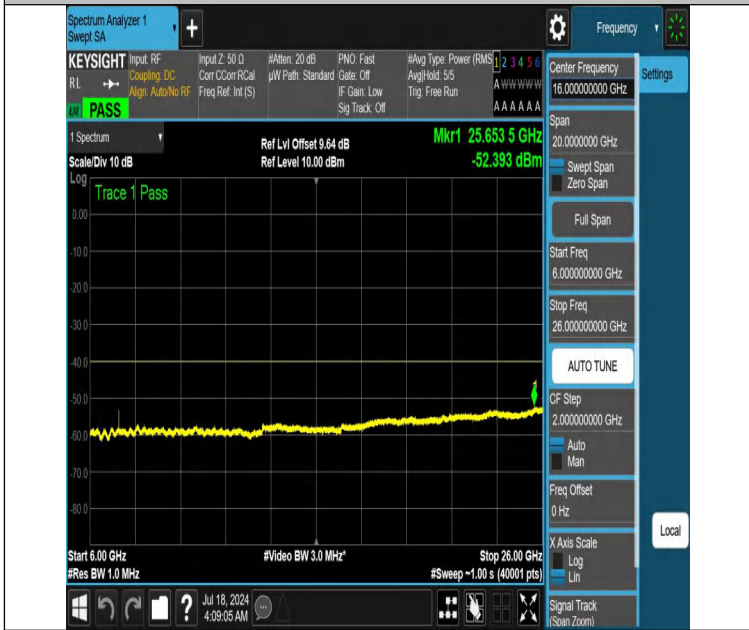 Spectrum Analyzer 1
Swept SA
Frequency
KEYSIGHT
RL
PASS
Input: RF
Coupling: DC
Align: Auto/No RF
Input Z: 50 Ω
Corr CCorr RCal
Freq Ref: Int (S)
#Atten: 20 dB
µW Path: Standard
PNO: Fast
Gate: Off
IF Gain: Low
Sig Track: Off
#Avg Type: Power (RMS
Avg|Hold: 5/5
Trig: Free Run
1 2 3 4 5 6
A W W W W W
A A A A A A
1 Spectrum
Scale/Div 10 dB
Ref Lvl Offset 9.64 dB
Ref Level 10.00 dBm
Mkr1 25.653 5 GHz
-52.393 dBm
Log
Trace 1 Pass
0.00
-10.0
-20.0
-30.0
-40.0
-50.0
-60.0
-70.0
-80.0
Start 6.00 GHz
#Res BW 1.0 MHz
#Video BW 3.0 MHz*
Stop 26.00 GHz
#Sweep ~1.00 s (40001 pts)
Jul 18, 2024
4:09:05 AM
Center Frequency
16.000000000 GHz
Settings
Span
20.0000000 GHz
Swept Span
Zero Span
Full Span
Start Freq
6.000000000 GHz
Stop Freq
26.000000000 GHz
AUTO TUNE
CF Step
2.000000000 GHz
Auto
Man
Freq Offset
0 Hz
X Axis Scale
Log
Lin
Local
Signal Track
(Span Zoom)